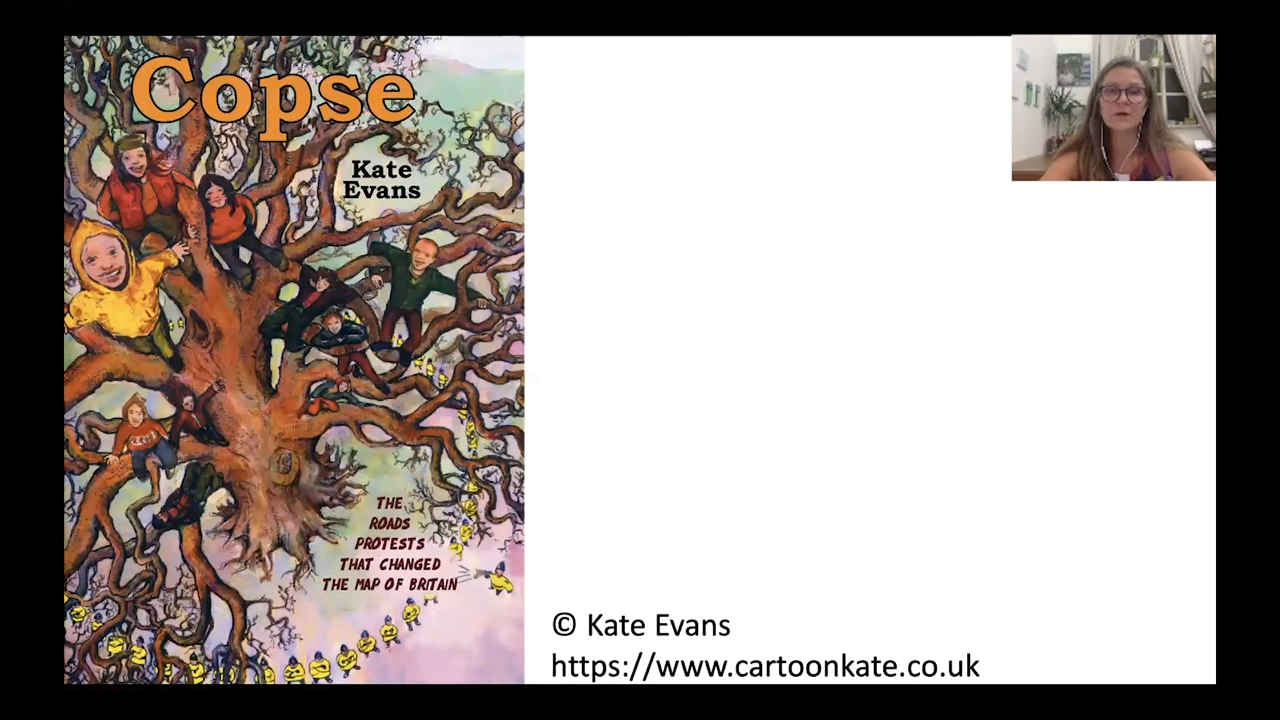 Copse
Kate
Evans
THE
ROADS
PROTESTS
THAT CHANGED
THE MAP OF BRITAIN
© Kate Evans
https://www.cartoonkate.co.uk